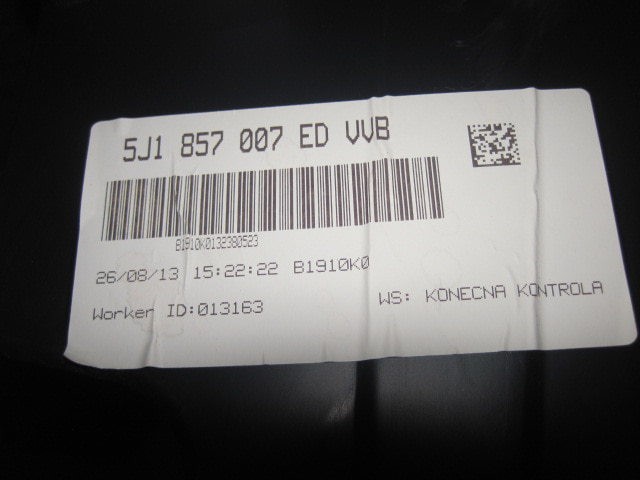 5J1 857 007 ED VVB
B1910K0132380523
26/08/13 15:22:22 B1910K0
Worker ID:013163
WS: KONECNA KONTROLA